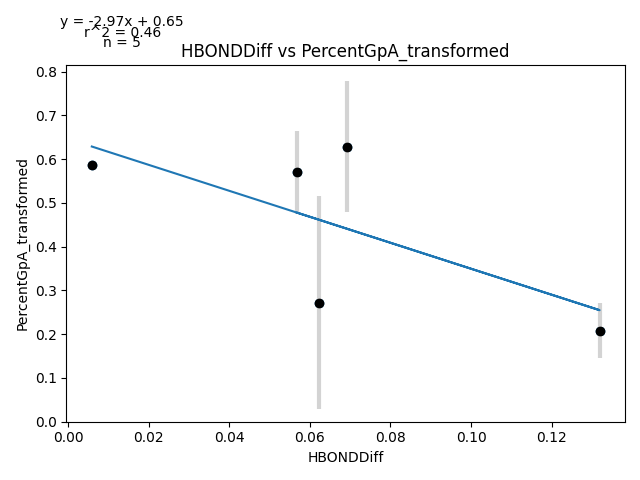 y = -2.97x + 0.65
r^2 = 0.46
n = 5
HBONDDiff vs PercentGpA_transformed
0.8
0.7
0.6
0.5
0.4
0.3
0.2
0.1
0.0
PercentGpA_transformed
0.00 0.02 0.04 0.06 0.08 0.10 0.12
HBONDDiff